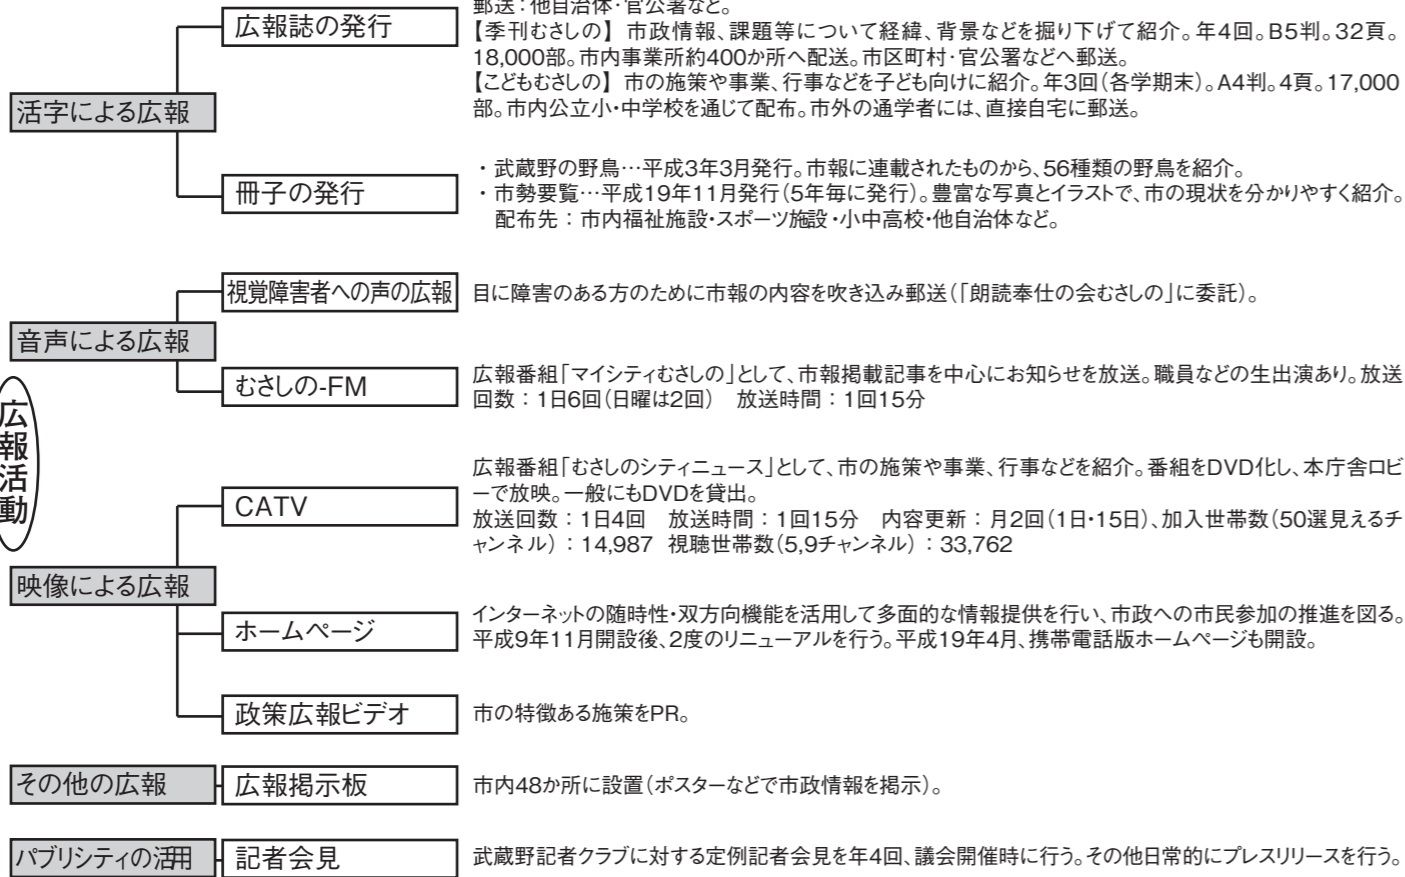 郵送：他自治体・官公署など。
広報誌の発行
【季刊むさしの】 市政情報、課題等について経緯、背景などを掘り下げて紹介。年4回。B5判。32頁。
18,000部。市内事業所約400か所へ配送。市区町村・官公署などへ郵送。
【こどもむさしの】 市の施策や事業、行事などを子ども向けに紹介。年3回（各学期末）。A4判。4頁。17,000
部。市内公立小・中学校を通じて配布。市外の通学者には、直接自宅に郵送。
活字による広報
冊子の発行
・武蔵野の野鳥…平成3年3月発行。市報に連載されたものから、56種類の野鳥を紹介。
・市勢要覧…平成19年11月発行（5年毎に発行）。豊富な写真とイラストで、市の現状を分かりやすく紹介。
配布先：市内福祉施設・スポーツ施設・小中高校・他自治体など。
視覚障害者への声の広報
目に障害のある方のために市報の内容を吹き込み郵送（「朗読奉仕の会むさしの」に委託）。
音声による広報
むさしの-FM
広報番組「マイシティむさしの」として、市報掲載記事を中心にお知らせを放送。職員などの生出演あり。放送
回数：1日6回（日曜は2回） 放送時間：1回15分
広報活動
CATV
広報番組「むさしのシティニュース」として、市の施策や事業、行事などを紹介。番組をDVD化し、本庁舎ロビ
ーで放映。一般にもDVDを貸出。
放送回数：1日4回 放送時間：1回15分 内容更新：月2回（1日・15日）、加入世帯数（50選見えるチ
ャンネル）：14,987 視聴世帯数（5,9チャンネル）：33,762
映像による広報
ホームページ
インターネットの随時性・双方向機能を活用して多面的な情報提供を行い、市政への市民参加の推進を図る。
平成9年11月開設後、2度のリニューアルを行う。平成19年4月、携帯電話版ホームページも開設。
政策広報ビデオ
市の特徴ある施策をPR。
その他の広報
広報掲示板
市内48か所に設置（ポスターなどで市政情報を掲示）。
パブリシティの活用
記者会見
武蔵野記者クラブに対する定例記者会見を年4回、議会開催時に行う。その他日常的にプレスリリースを行う。